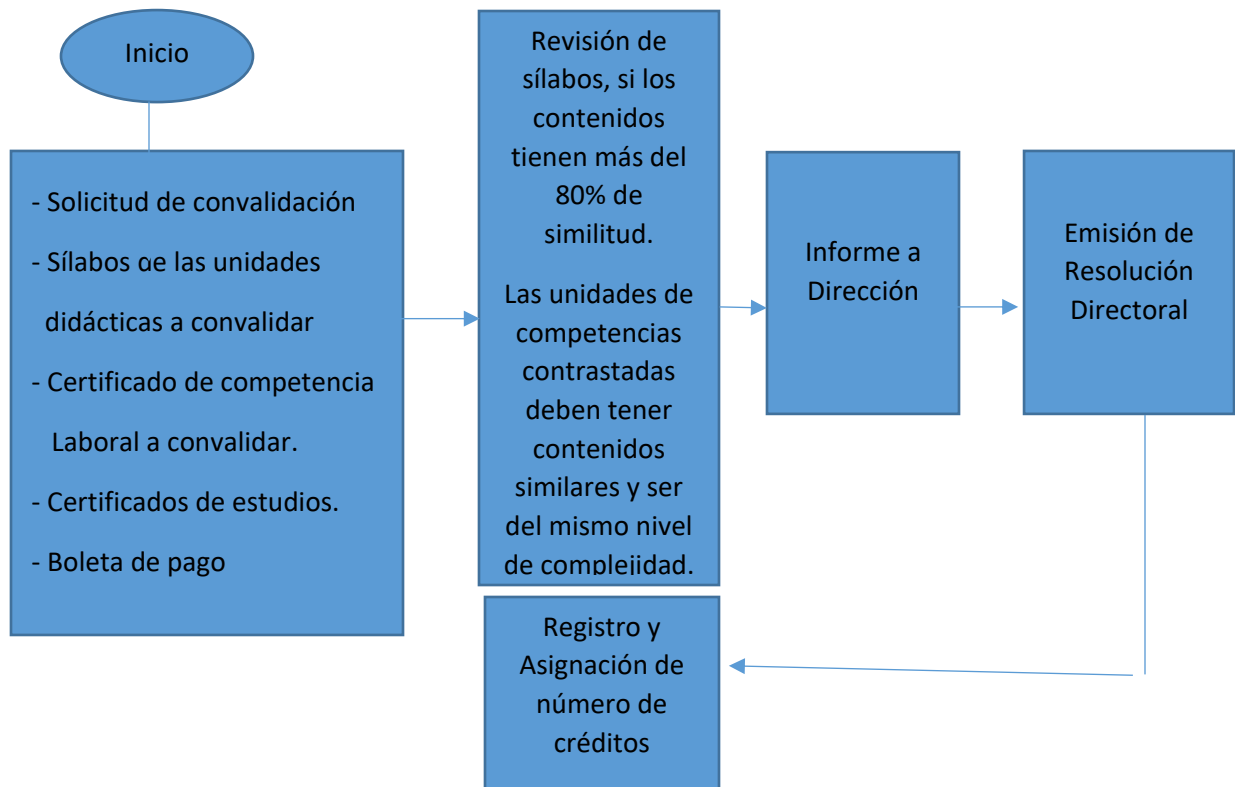 Inicio
- Solicitud de convalidación
- Sílabos de las unidades
didácticas a convalidar
- Certificado de competencia
Laboral a convalidar.
- Certificados de estudios.
- Boleta de pago
Revisión de
sílabos, si los
contenidos
tienen más del
80% de
similitud.
Las unidades de
competencias
contrastadas
deben tener
contenidos
similares y ser
del mismo nivel
de complejidad.
Informe a
Dirección
Emisión de
Resolución
Directoral
Registro y
Asignación de
número de
créditos